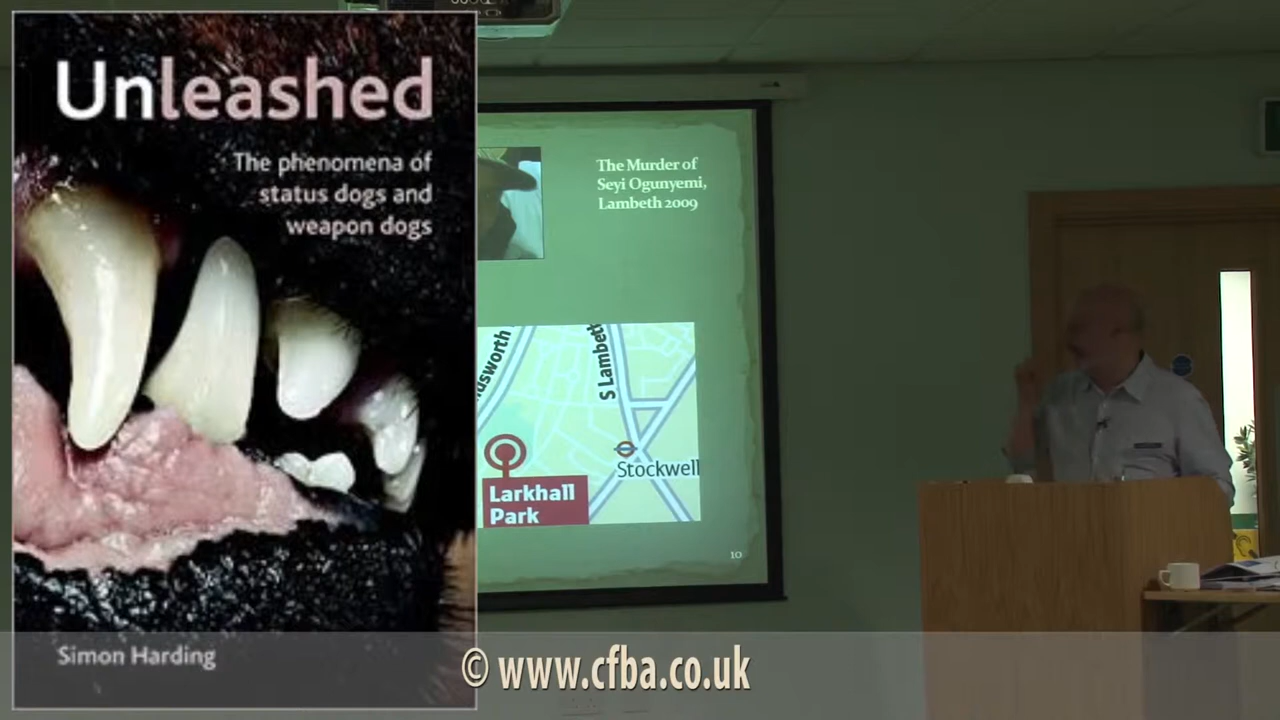 Unleashed
The phenomena of
status dogs and
weapon dogs
Simon Harding
The Murder of
Seyi Ogunyemi,
Lambeth 2009
S Lambeth
Stockwell
Larkhall
Park
10
© www.cfba.co.uk